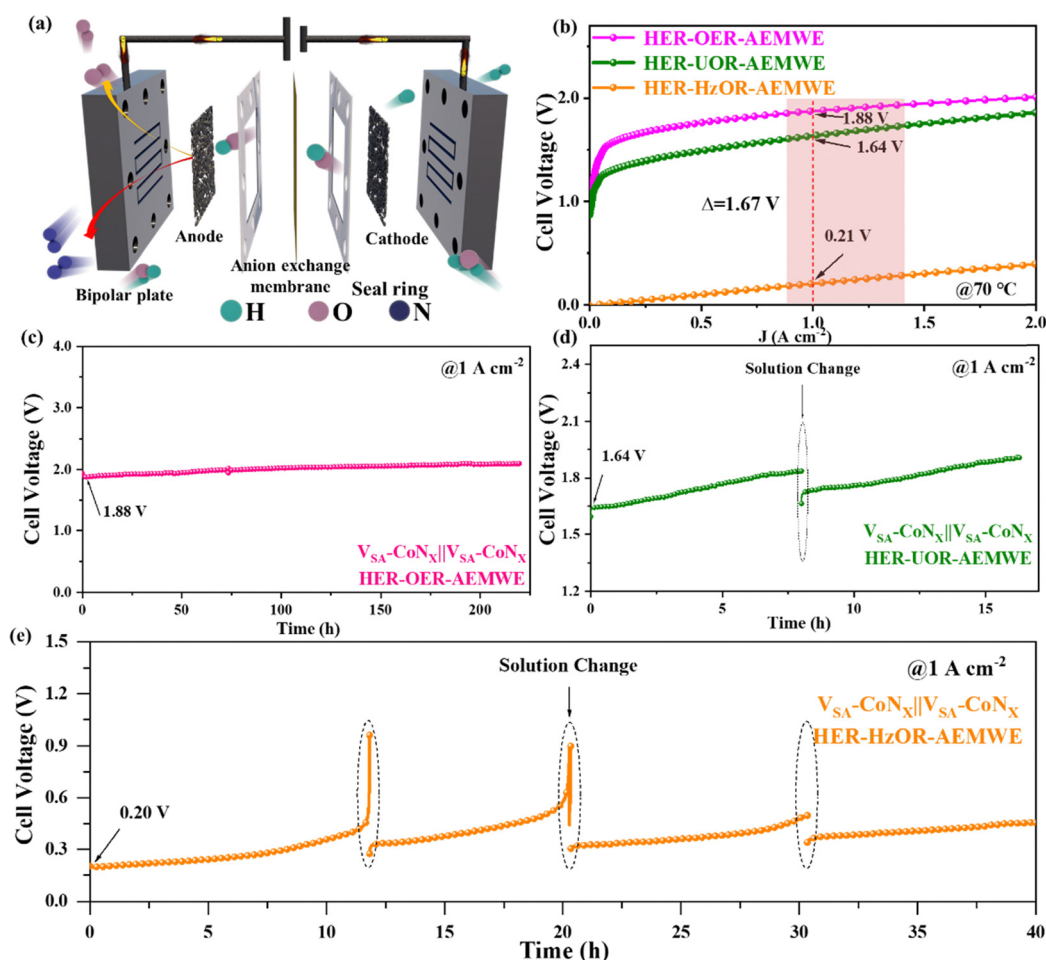 (a)
Anode
Cathode
Anion exchange
membrane
Bipolar plate
Seal ring
H
O
N
(b)
HER-OER-AEMWE
HER-UOR-AEMWE
HER-HzOR-AEMWE
Cell Voltage (V)
2.0
1.0
0.0
1.88 V
1.64 V
Δ=1.67 V
0.21 V
@70 °C
0.0 0.5 1.0 1.5 2.0
J (A cm-2)
(c)
@1 A cm-2
Cell Voltage (V)
4.0
3.0
2.0
1.0
0.0
1.88 V
VSA-CoNX||VSA-CoNX
HER-OER-AEMWE
0 50 100 150 200
Time (h)
(d)
@1 A cm-2
Solution Change
Cell Voltage (V)
2.4
2.1
1.8
1.5
1.2
1.64 V
VSA-CoNX||VSA-CoNX
HER-UOR-AEMWE
0 5 10 15
Time (h)
(e)
Solution Change
@1 A cm-2
VSA-CoNX||VSA-CoNX
HER-HzOR-AEMWE
Cell Voltage (V)
1.5
1.2
0.9
0.6
0.3
0.0
0.20 V
0 5 10 15 20 25 30 35 40
Time (h)